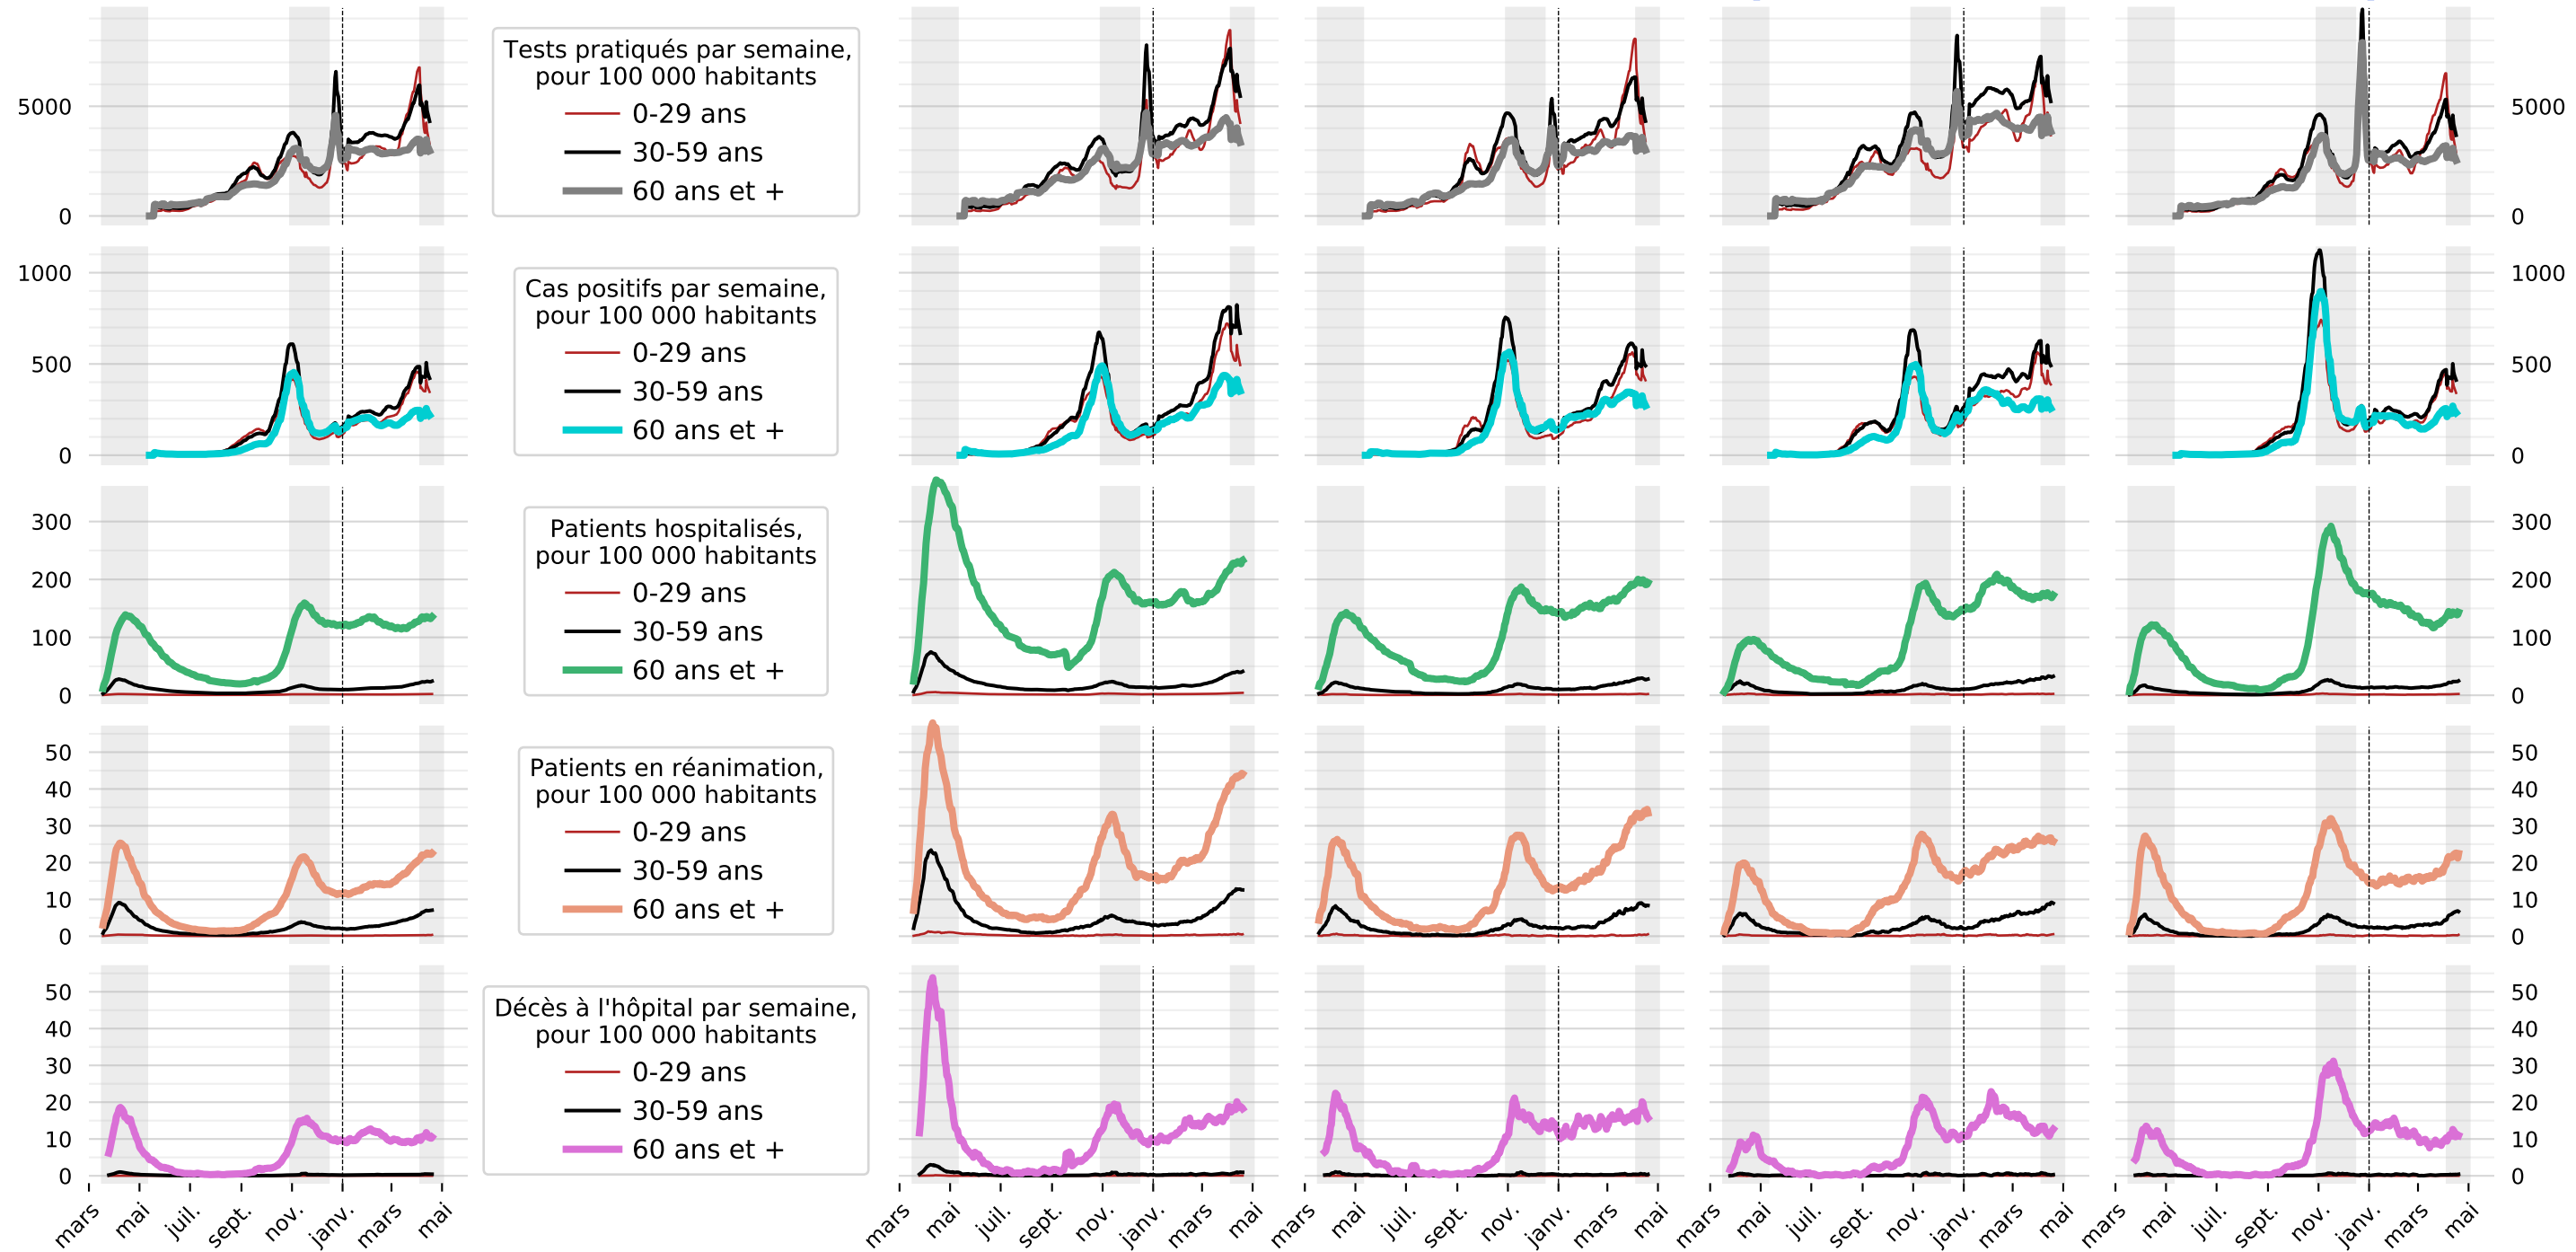 Tests pratiqués par semaine,
pour 100 000 habitants
0-29 ans
30-59 ans
60 ans et +
5000
0
5000
0
Cas positifs par semaine,
pour 100 000 habitants
0-29 ans
30-59 ans
60 ans et +
1000
500
0
1000
500
0
Patients hospitalisés,
pour 100 000 habitants
0-29 ans
30-59 ans
60 ans et +
300
200
100
0
300
200
100
0
Patients en réanimation,
pour 100 000 habitants
0-29 ans
30-59 ans
60 ans et +
50
40
30
20
10
0
50
40
30
20
10
0
Décès à l'hôpital par semaine,
pour 100 000 habitants
0-29 ans
30-59 ans
60 ans et +
50
40
30
20
10
0
50
40
30
20
10
0
mars mai juil. sept. nov. janv. mars mai
mars mai juil. sept. nov. janv. mars mai
mars mai juil. sept. nov. janv. mars mai
mars mai juil. sept. nov. janv. mars mai
mars mai juil. sept. nov. janv. mars mai